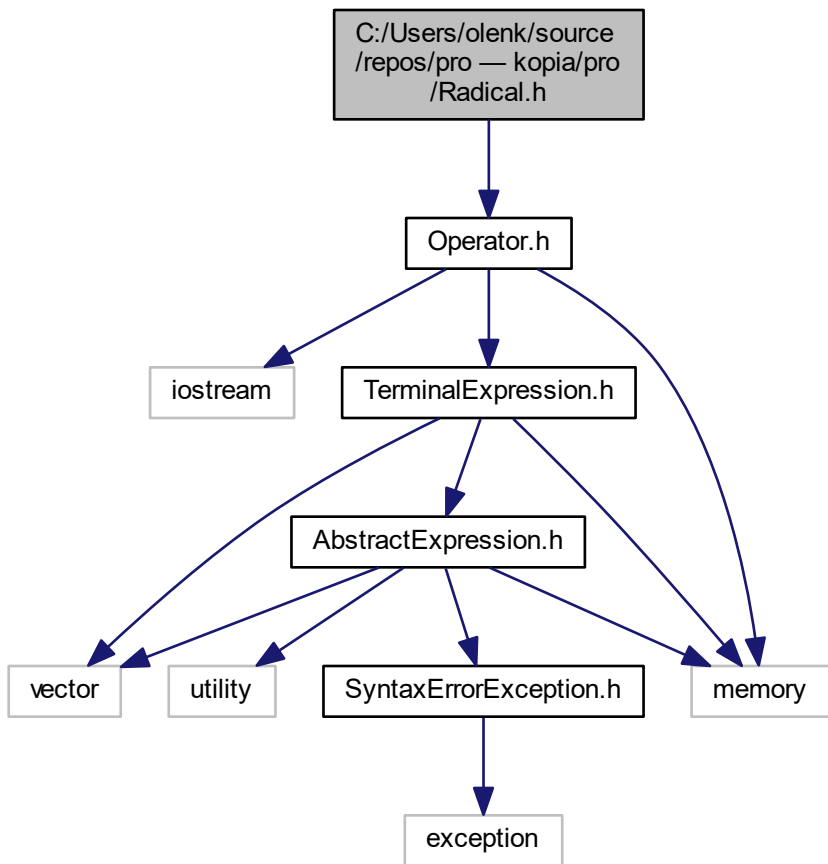 C:/Users/olenk/source
/repos/pro — kopia/pro
/Radical.h
Operator.h
iostream
TerminalExpression.h
AbstractExpression.h
vector
utility
SyntaxErrorException.h
memory
exception